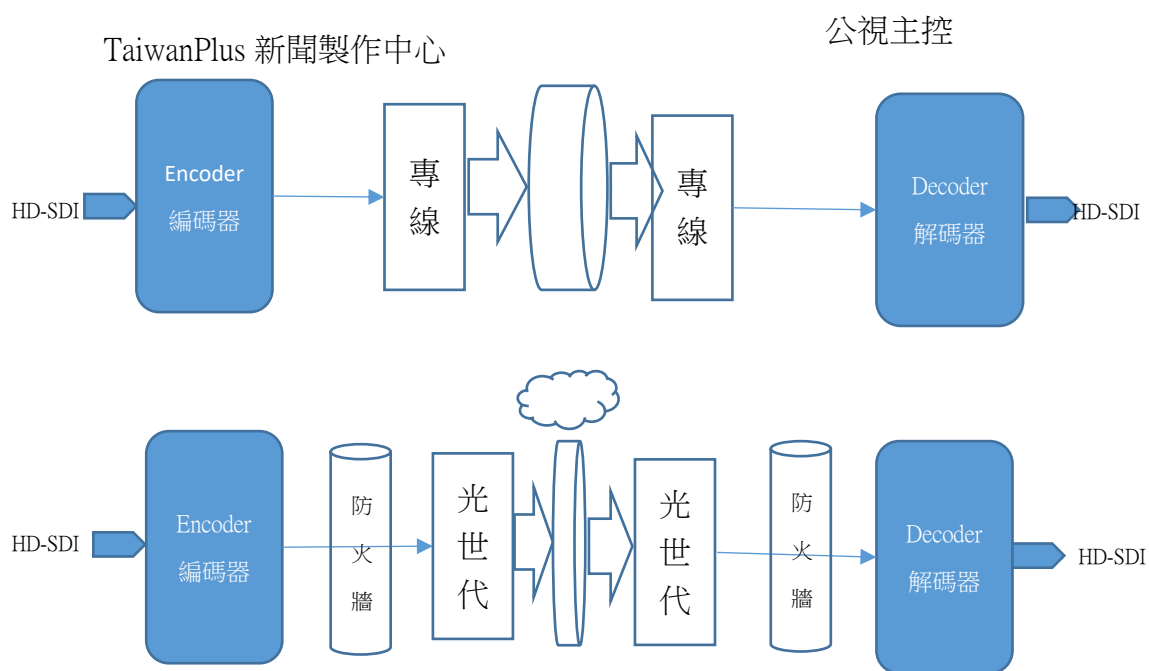 TaiwanPlus 新聞製作中心
公視主控
HD-SDI
Encoder
編碼器
專
線
專
線
Decoder
解碼器
HD-SDI
HD-SDI
Encoder
編碼器
防
火
牆
光
世
代
光
世
代
防
火
牆
Decoder
解碼器
HD-SDI